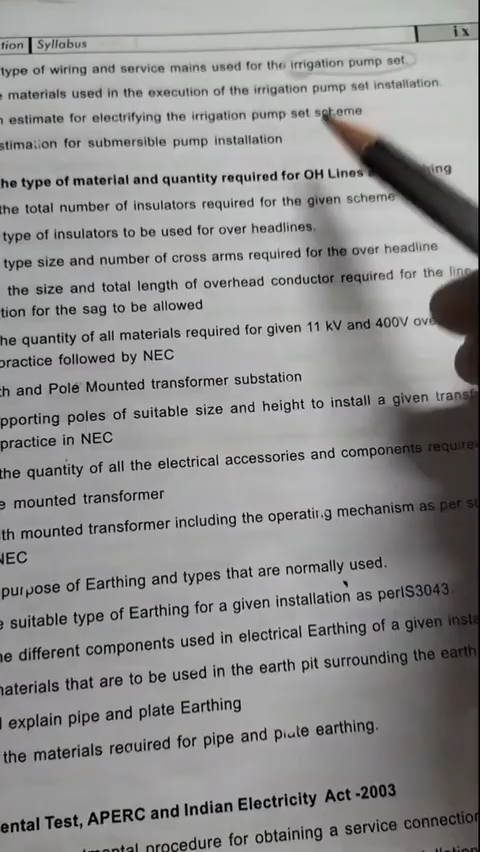 tion | Syllabus ix
type of wiring and service mains used for the irrigation pump set.
materials used in the execution of the irrigation pump set installation
estimate for electrifying the irrigation pump set scheme
stimation for submersible pump installation
he type of material and quantity required for OH Lines
the total number of insulators required for the given scheme
type of insulators to be used for over headlines.
type size and number of cross arms required for the over headline
the size and total length of overhead conductor required for the line
tion for the sag to be allowed
he quantity of all materials required for given 11 kV and 400V ove
practice followed by NEC
th and Pole Mounted transformer substation
pporting poles of suitable size and height to install a given transf
practice in NEC
the quantity of all the electrical accessories and components require
e mounted transformer
th mounted transformer including the operating mechanism as per s
NEC
purpose of Earthing and types that are normally used.
e suitable type of Earthing for a given installation as perIS3043
he different components used in electrical Earthing of a given insta
materials that are to be used in the earth pit surrounding the earth
explain pipe and plate Earthing
the materials required for pipe and plate earthing.
ental Test, APERC and Indian Electricity Act -2003
mental procedure for obtaining a service connection